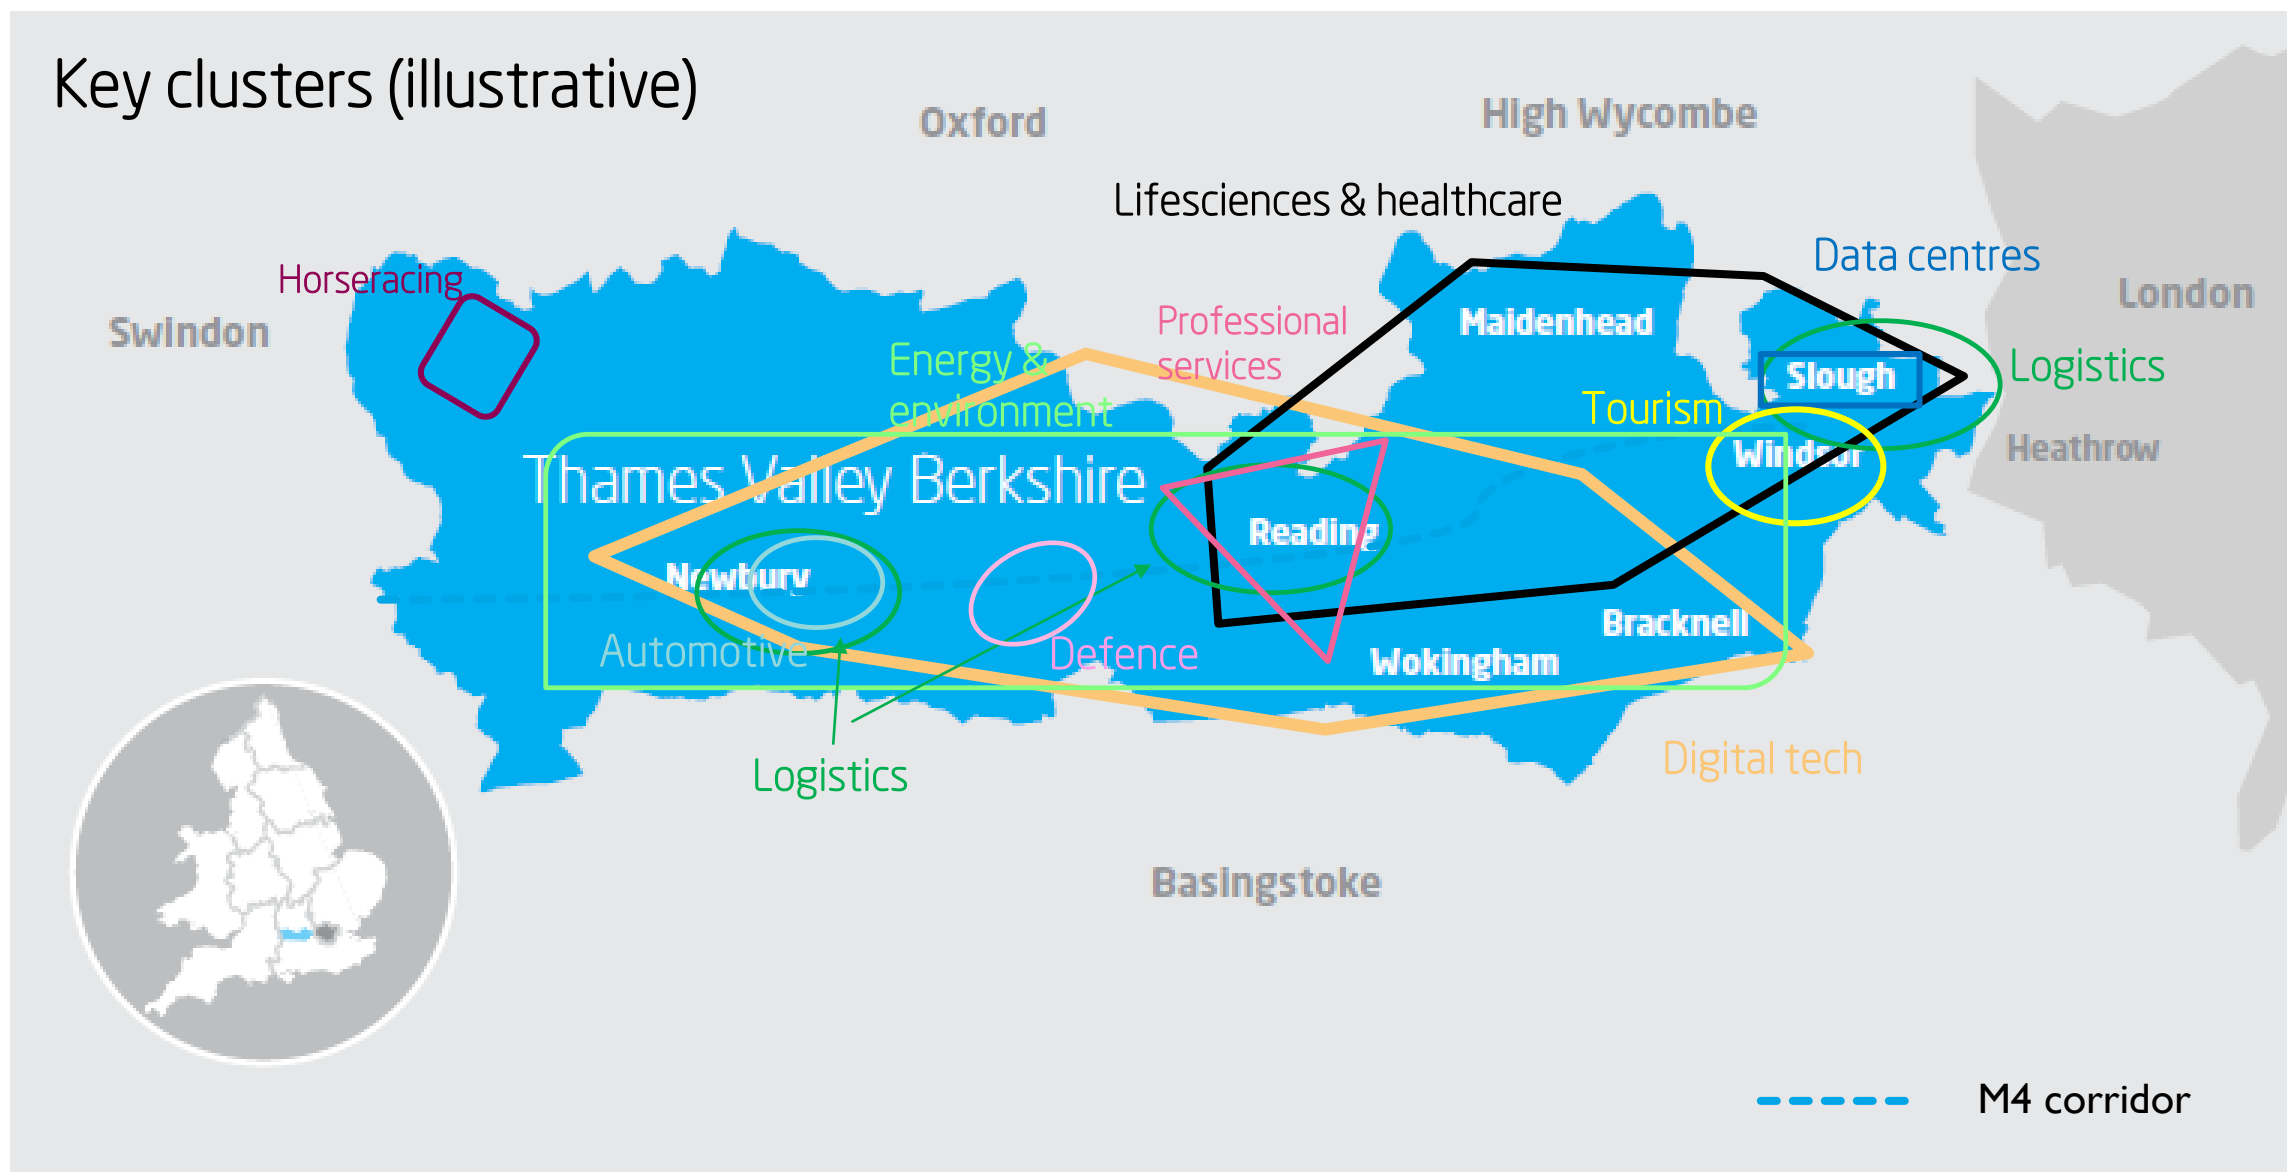 Key clusters (illustrative)
Oxford
High Wycombe
Lifesciences & healthcare
Data centres
Horseracing
London
Swindon
Professional
services
Maidenhead
Energy &
environment
Slough
Logistics
Tourism
Heathrow
Windsor
Thames Valley Berkshire
Reading
Newbury
Bracknell
Automotive
Defence
Wokingham
Digital tech
Logistics
Basingstoke
M4 corridor